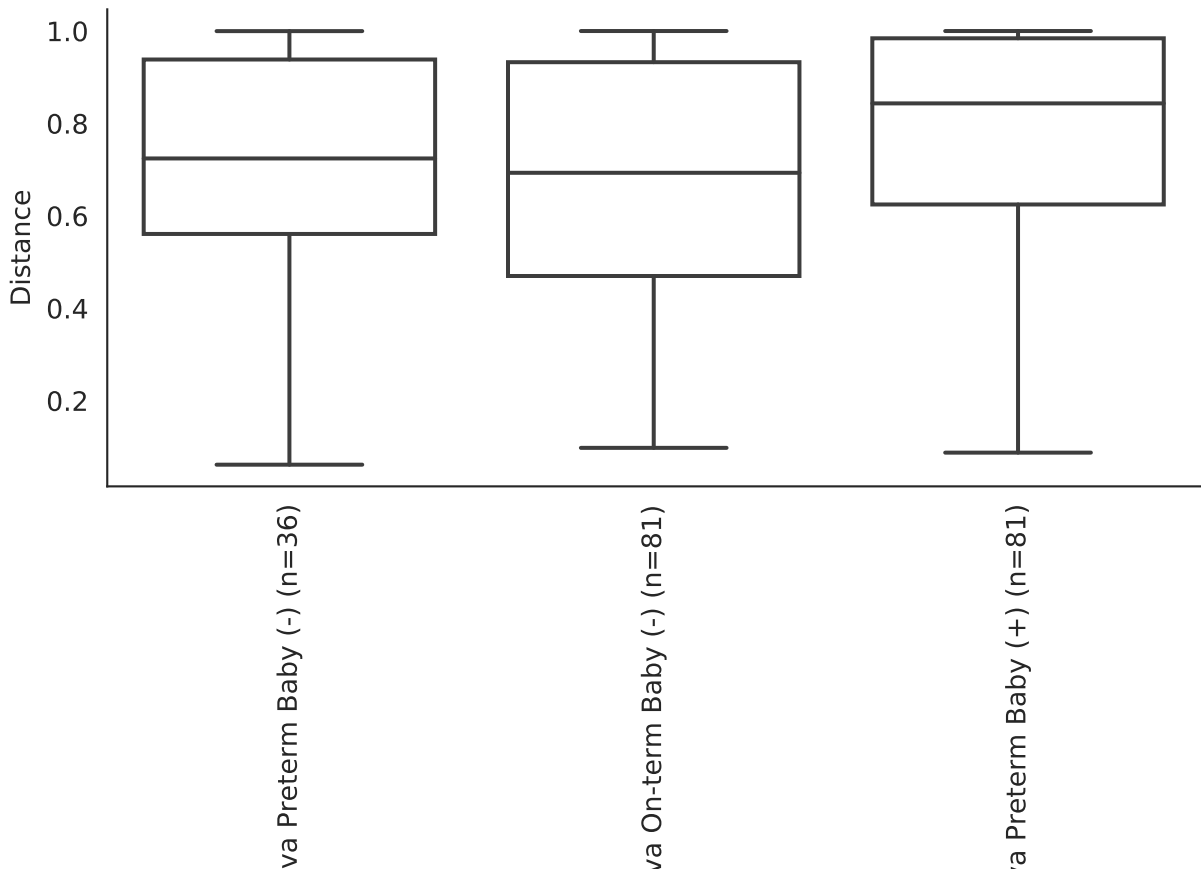 1.0
0.8
0.6
0.4
0.2
Distance
va Preterm Baby (-) (n=36)
va On-term Baby (-) (n=81)
va Preterm Baby (+) (n=81)